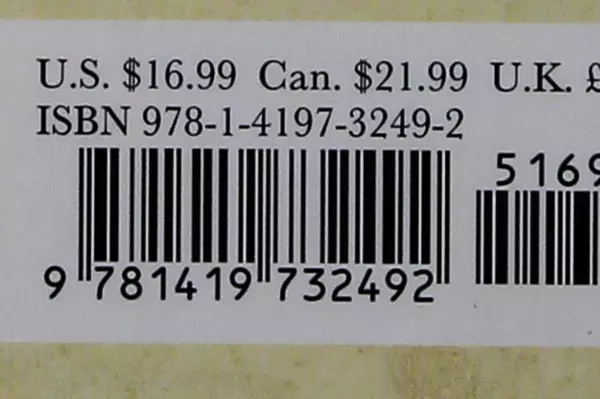 U.S. $16.99 Can. $21.99 U.K. £
ISBN 978-1-4197-3249-2
5169
9 781419 732492